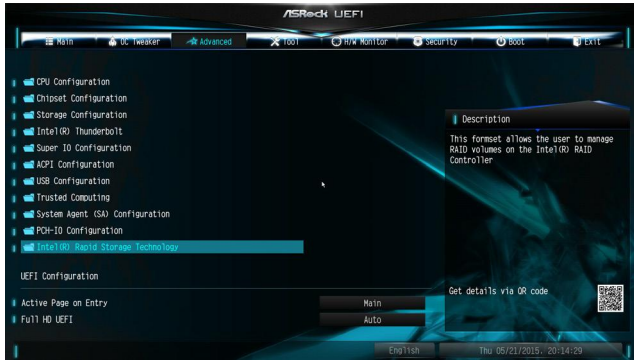 ASRock UEFI
Main OC Tweaker Advanced Tool H/W Monitor Security Boot Exit
CPU Configuration
Chipset Configuration
Storage Configuration
Intel(R) Thunderbolt
Super IO Configuration
ACPI Configuration
USB Configuration
Trusted Computing
System Agent (SA) Configuration
PCH-IO Configuration
Intel(R) Rapid Storage Technology
UEFI Configuration
Active Page on Entry Main
Full HD UEFI Auto
Description
This formset allows the user to manage
RAID volumes on the Intel(R) RAID
Controller
Get details via QR code
English Thu 05/21/2015. 20:14:29